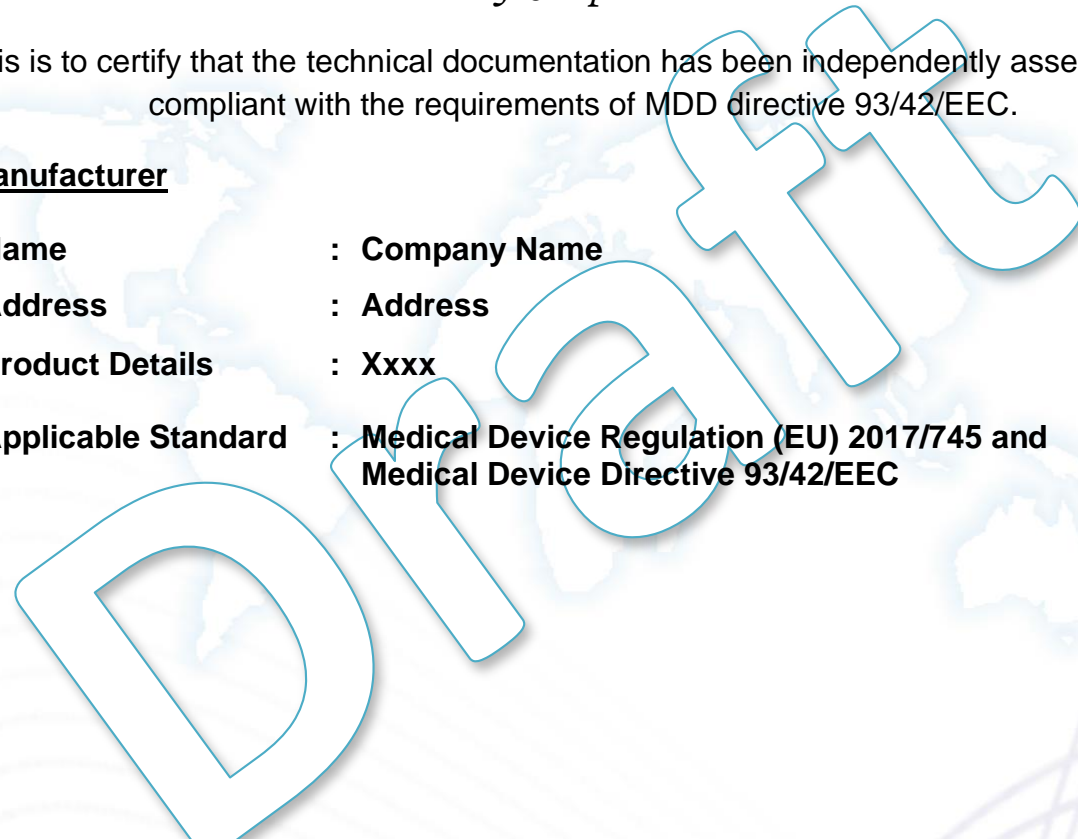 is is to certify that the technical documentation has been independently asse
compliant with the requirements of MDD directive 93/42/EEC.
anufacturer
ame : Company Name
ddress : Address
roduct Details : Xxxx
pplicable Standard : Medical Device Regulation (EU) 2017/745 and
Medical Device Directive 93/42/EEC
Draft